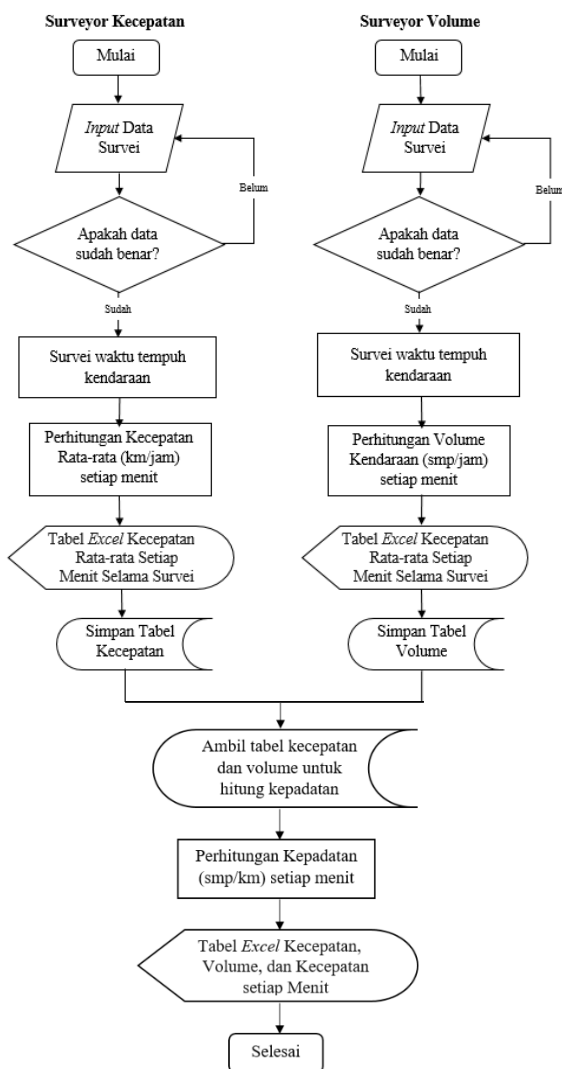 Surveyor Kecepatan
Mulai
Input Data
Survei
Belum
Apakah data
sudah benar?
Sudah
Survei waktu tempuh
kendaraan
Perhitungan Kecepatan
Rata-rata (km/jam)
setiap menit
Tabel Excel Kecepatan
Rata-rata Setiap
Menit Selama Survei
Simpan Tabel
Kecepatan
Surveyor Volume
Mulai
Input Data
Survei
Belum
Apakah data
sudah benar?
Sudah
Survei waktu tempuh
kendaraan
Perhitungan Volume
Kendaraan (smp/jam)
setiap menit
Tabel Excel Kecepatan
Rata-rata Setiap
Menit Selama Survei
Simpan Tabel
Volume
Ambil tabel kecepatan
dan volume untuk
hitung kepadatan
Perhitungan Kepadatan
(smp/km) setiap menit
Tabel Excel Kecepatan,
Volume, dan Kecepatan
setiap Menit
Selesai